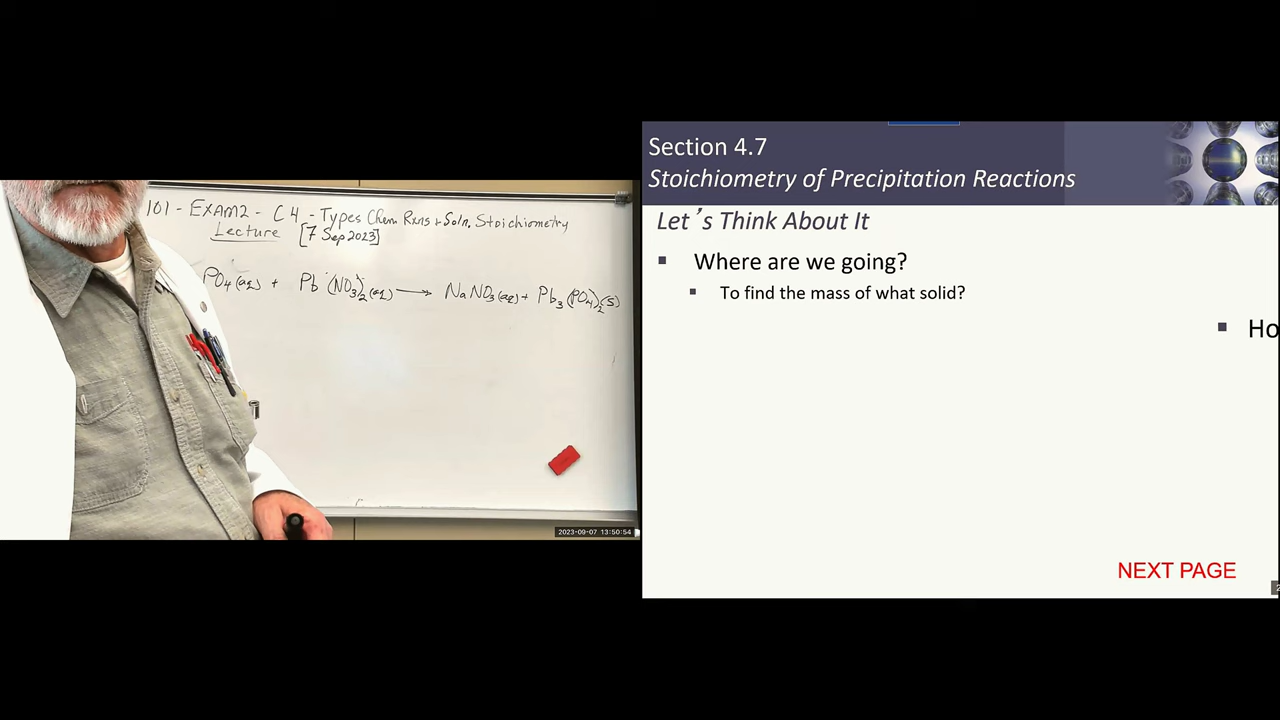 101 - EXAM2 - C4 - Types Chem Rxns + Soln. Stoichiometry
Lecture [7 Sep 2023]
PO4(aq) + Pb(NO3)2(aq) → NaNO3(aq) + Pb3(PO4)2(s)
2023-09-07 13:50:54
Section 4.7
Stoichiometry of Precipitation Reactions
Let's Think About It
▪ Where are we going?
▪ To find the mass of what solid?
▪ Ho
NEXT PAGE